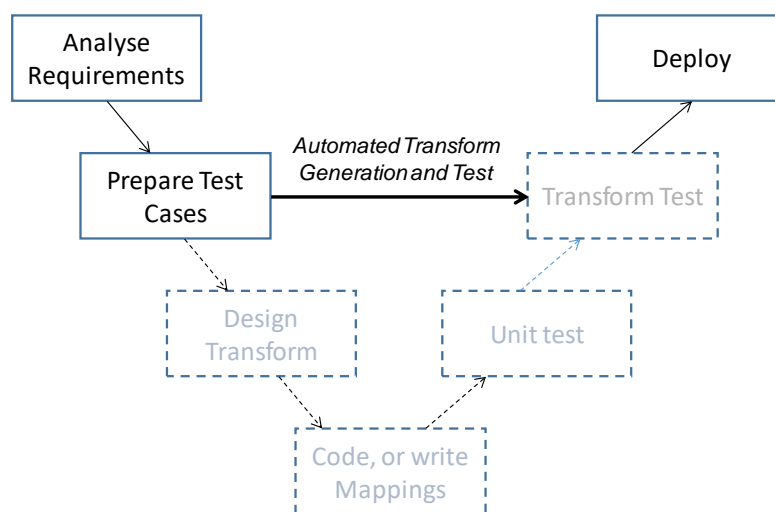 Analyse
Requirements
Deploy
Automated Transform
Generation and Test
Prepare Test
Cases
Transform Test
Design
Transform
Unit test
Code, or write
Mappings